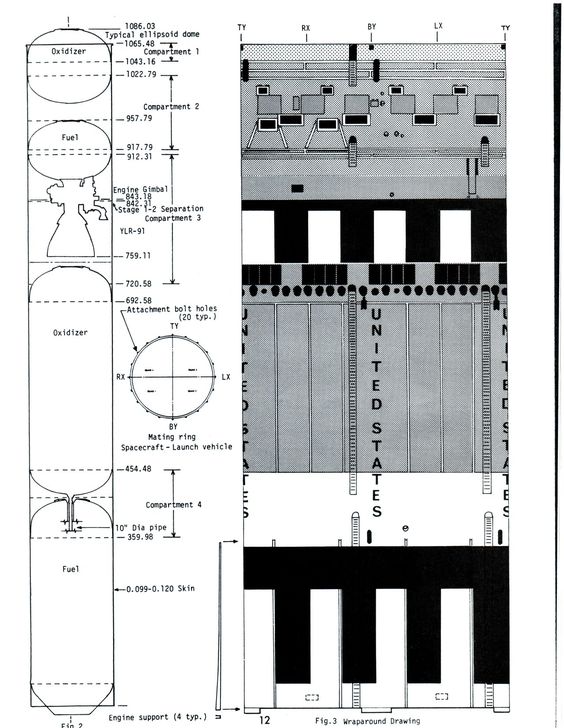 1086.03
Typical ellipsoid dome
1065.48
Oxidizer
Compartment 1
1043.16
1022.79
Compartment 2
957.79
Fuel
917.79
912.31
Engine Gimbal
843.18
842.31
Stage 1-2 Separation
Compartment 3
YLR-91
759.11
720.58
692.58
Attachment bolt holes
(20 typ.)
TY
Oxidizer
RX
LX
BY
Mating ring
Spacecraft-Launch vehicle
454.48
Compartment 4
10" Dia pipe
359.98
Fuel
0.099-0.120 Skin
Engine support (4 typ.)
Fig.2
TY RX BY LX TY
UNITED STATES
UNITED STATES
UNITED STATES
12
Fig.3 Wraparound Drawing